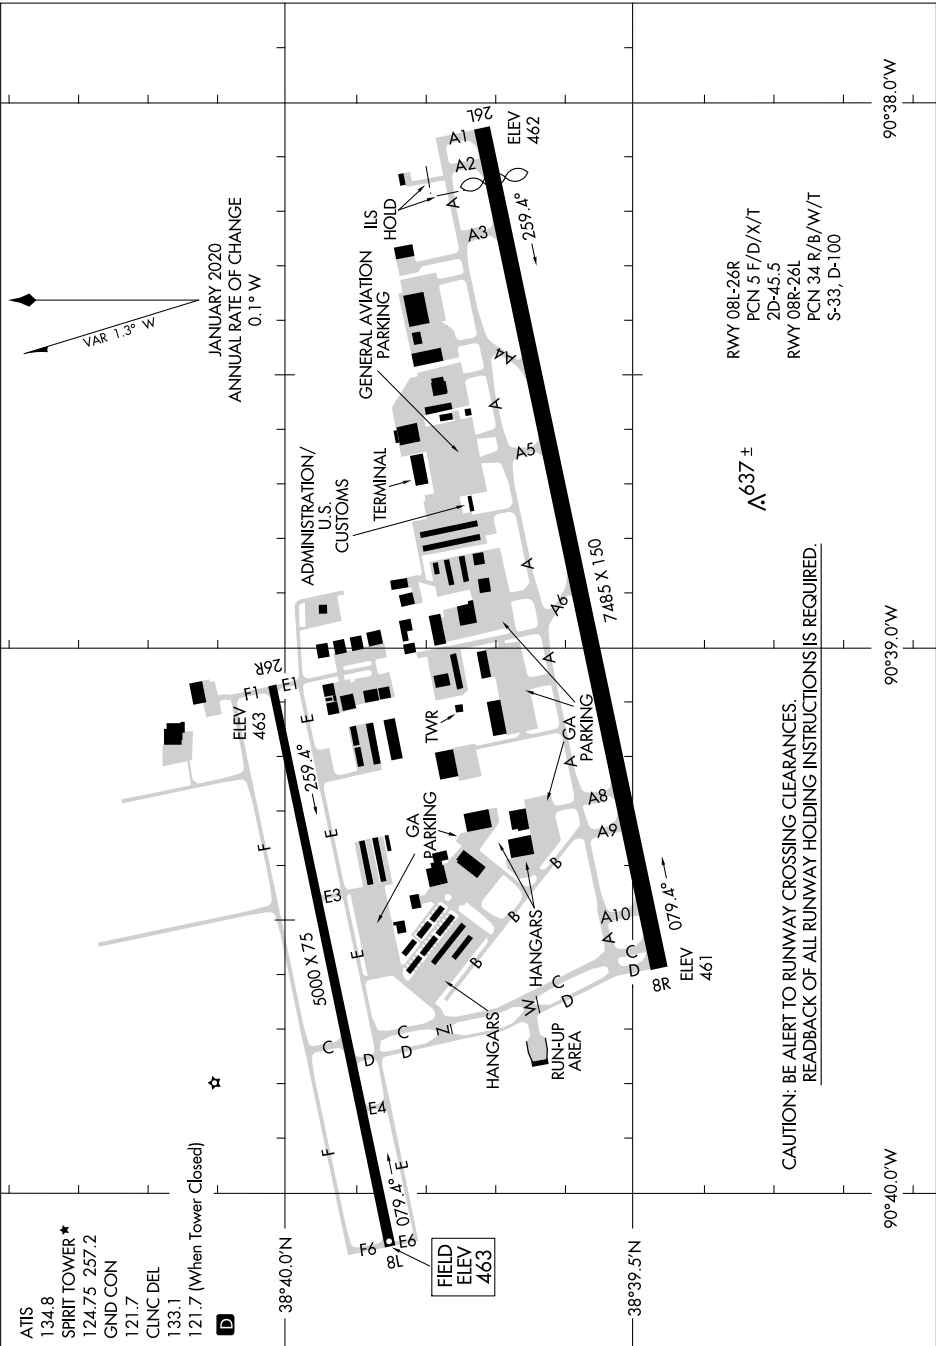 ATIS
134.8
SPIRIT TOWER★
124.75 257.2
GND CON
121.7
CLNC DEL
133.1
121.7 (When Tower Closed)
D
JANUARY 2020
ANNUAL RATE OF CHANGE
0.1° W
VAR 1.3° W
38°40.0'N
38°39.5'N
90°40.0'W
90°39.0'W
90°38.0'W
FIELD
ELEV
463
8L
F6
E6
079.4°
E
F
E4
D
C
C
D
5000 X 75
E
E3
E
F
259.4°
E
ELEV
463
F1
26R
E1
ADMINISTRATION/
U.S.
CUSTOMS
TERMINAL
GENERAL AVIATION
PARKING
ILS
HOLD
TWR
GA
PARKING
GA
PARKING
HANGARS
HANGARS
RUN-UP
AREA
Z
W
C
D
B
B
B
C
D
A
A10
A9
A8
A
A
A6
A
A5
A
A4
A3
A
A2
A1
26L
ELEV
462
259.4°
7485 X 150
079.4°
8R
ELEV
461
637 ±
RWY 08L-26R
PCN 5 F/D/X/T
2D-45.5
RWY 08R-26L
PCN 34 R/B/W/T
S-33, D-100
CAUTION: BE ALERT TO RUNWAY CROSSING CLEARANCES.
READBACK OF ALL RUNWAY HOLDING INSTRUCTIONS IS REQUIRED.